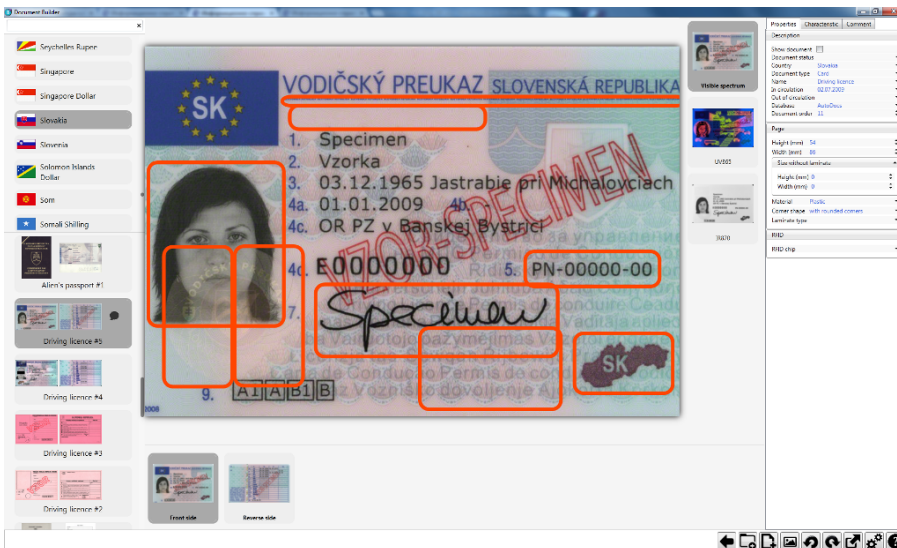 Document Builder
Seychelles Rupee
Singapore
Singapore Dollar
Slovakia
Slovenia
Solomon Islands
Dollar
Som
Somali Shilling
Alien's passport #1
Driving licence #5
Driving licence #4
Driving licence #3
Driving licence #2
VODIČSKÝ PREUKAZ SLOVENSKÁ REPUBLIKA
SK
1. Specimen
2. Vzorka
3. 03.12.1965 Jastrabie pri Michalovciach
4a. 01.01.2009 4b. -
4c. OR PZ v Banskej Bystrici
4d. E0000000 5. PN-00000-00
7. Specimen
VZOR-SPECIMEN
SK
9. A1 A B1 B
Front side
Reverse side
Visible spectrum
UV365
IR870
Properties Characteristic Comment
Description
Show document
Document status
Country Slovakia
Document type Card
Name Driving licence
In circulation 02.07.2003
Out of circulation
Database AutoDocs
Document order 11
Page
Height (mm) 54
Width (mm) 86
Size without laminate
Height (mm) 0
Width (mm) 0
Material Plastic
Corner shape with rounded corners
Laminate type
RFID
RFID chip